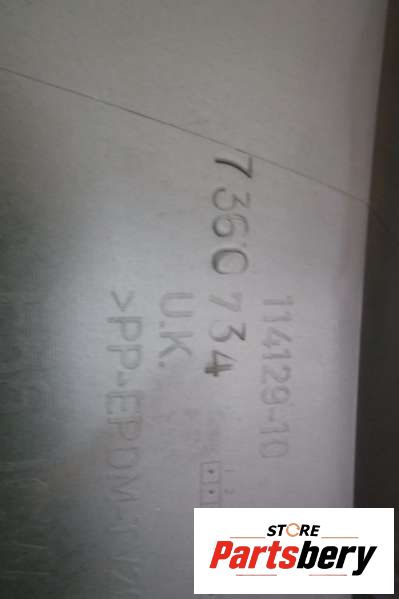 114129-10
7 360 734
U.K.
>PP-EPDM-
STORE
Partsbery